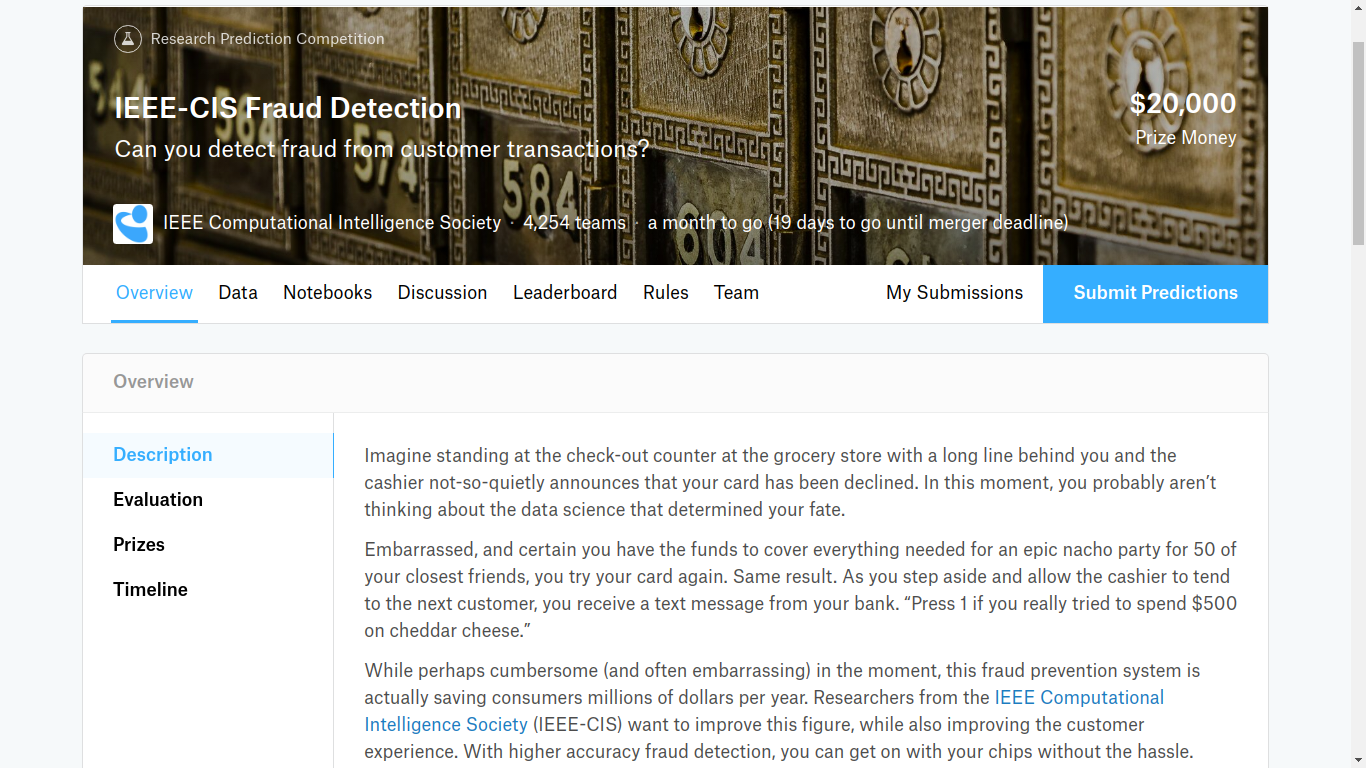 Research Prediction Competition
IEEE-CIS Fraud Detection
$20,000
Can you detect fraud from customer transactions?
Prize Money
544
564
574
584
604
IEEE Computational Intelligence Society · 4,254 teams · a month to go (19 days to go until merger deadline)
Overview Data Notebooks Discussion Leaderboard Rules Team My Submissions Submit Predictions
Overview
Description
Evaluation
Prizes
Timeline
Imagine standing at the check-out counter at the grocery store with a long line behind you and the
cashier not-so-quietly announces that your card has been declined. In this moment, you probably aren’t
thinking about the data science that determined your fate.
Embarrassed, and certain you have the funds to cover everything needed for an epic nacho party for 50 of
your closest friends, you try your card again. Same result. As you step aside and allow the cashier to tend
to the next customer, you receive a text message from your bank. “Press 1 if you really tried to spend $500
on cheddar cheese.”
While perhaps cumbersome (and often embarrassing) in the moment, this fraud prevention system is
actually saving consumers millions of dollars per year. Researchers from the IEEE Computational
Intelligence Society (IEEE-CIS) want to improve this figure, while also improving the customer
experience. With higher accuracy fraud detection, you can get on with your chips without the hassle.